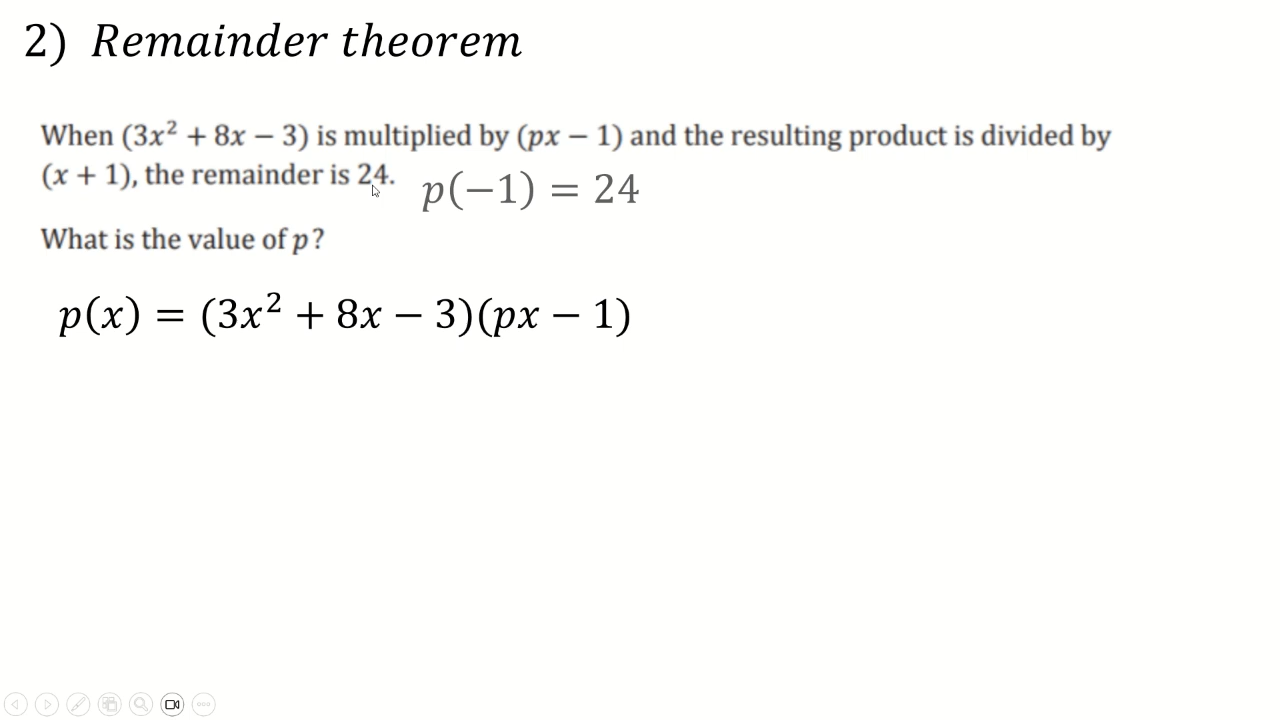 2) Remainder theorem
When (3x² + 8x − 3) is multiplied by (px − 1) and the resulting product is divided by
(x + 1), the remainder is 24.
p(−1) = 24
What is the value of p?
p(x) = (3x² + 8x − 3)(px − 1)